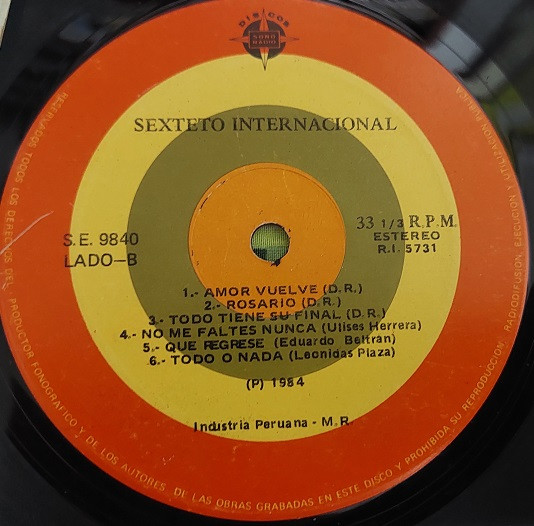 DISCOS
SONO
RADIO
SEXTETO INTERNACIONAL
33 1/3 R.P.M.
ESTEREO
R.I. 5731
S.E. 9840
LADO-B
1.- AMOR VUELVE (D.R.)
2.- ROSARIO (D.R.)
3.- TODO TIENE SU FINAL (D.R.)
4.- NO ME FALTES NUNCA (Ulises Herrera)
5.- QUE REGRESE (Eduardo Beltran)
6.- TODO O NADA (Leonidas Plaza)
(P) 1984
Industria Peruana - M.R.
RESERVADOS TODOS LOS DERECHOS DEL PRODUCTOR FONOGRAFICO Y DE LOS AUTORES DE LAS OBRAS GRABADAS EN ESTE DISCO Y PROHIBIDA SU REPRODUCCION, RADIODIFUSION, EJECUCION Y UTILIZACION